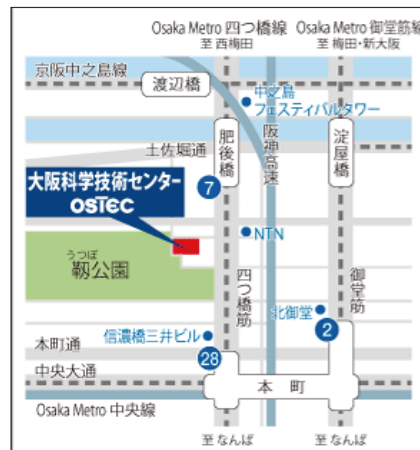 Osaka Metro 四つ橋線
至 西梅田
Osaka Metro 御堂筋線
至 梅田・新大阪
京阪中之島線
渡辺橋
中之島
フェスティバルタワー
土佐堀通
肥後橋
阪神高速
淀屋橋
大阪科学技術センター
OSTEC
7
NTN
うつぼ
靱公園
四つ橋筋
御堂筋
北御堂
2
信濃橋三井ビル
本町通
28
中央大通
本町
Osaka Metro 中央線
至 なんば
至 なんば